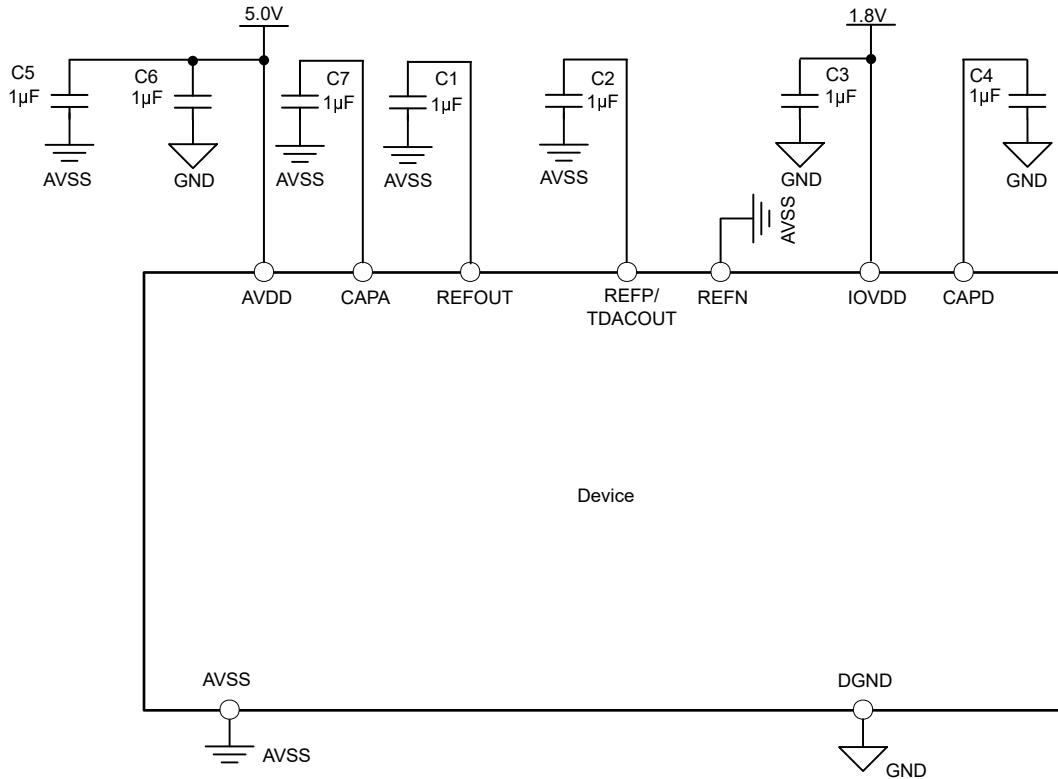 5.0V
1.8V
C5
1µF
C6
1µF
C7
1µF
C1
1µF
C2
1µF
C3
1µF
C4
1µF
AVSS
GND
AVSS
AVSS
AVSS
AVSS
GND
GND
AVDD
CAPA
REFOUT
REFP/
TDACOUT
REFN
IOVDD
CAPD
Device
AVSS
DGND
AVSS
GND